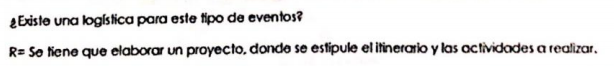 ¿Existe una logística para este tipo de eventos?
R= Se tiene que elaborar un proyecto, donde se estipule el itinerario y las actividades a realizar.